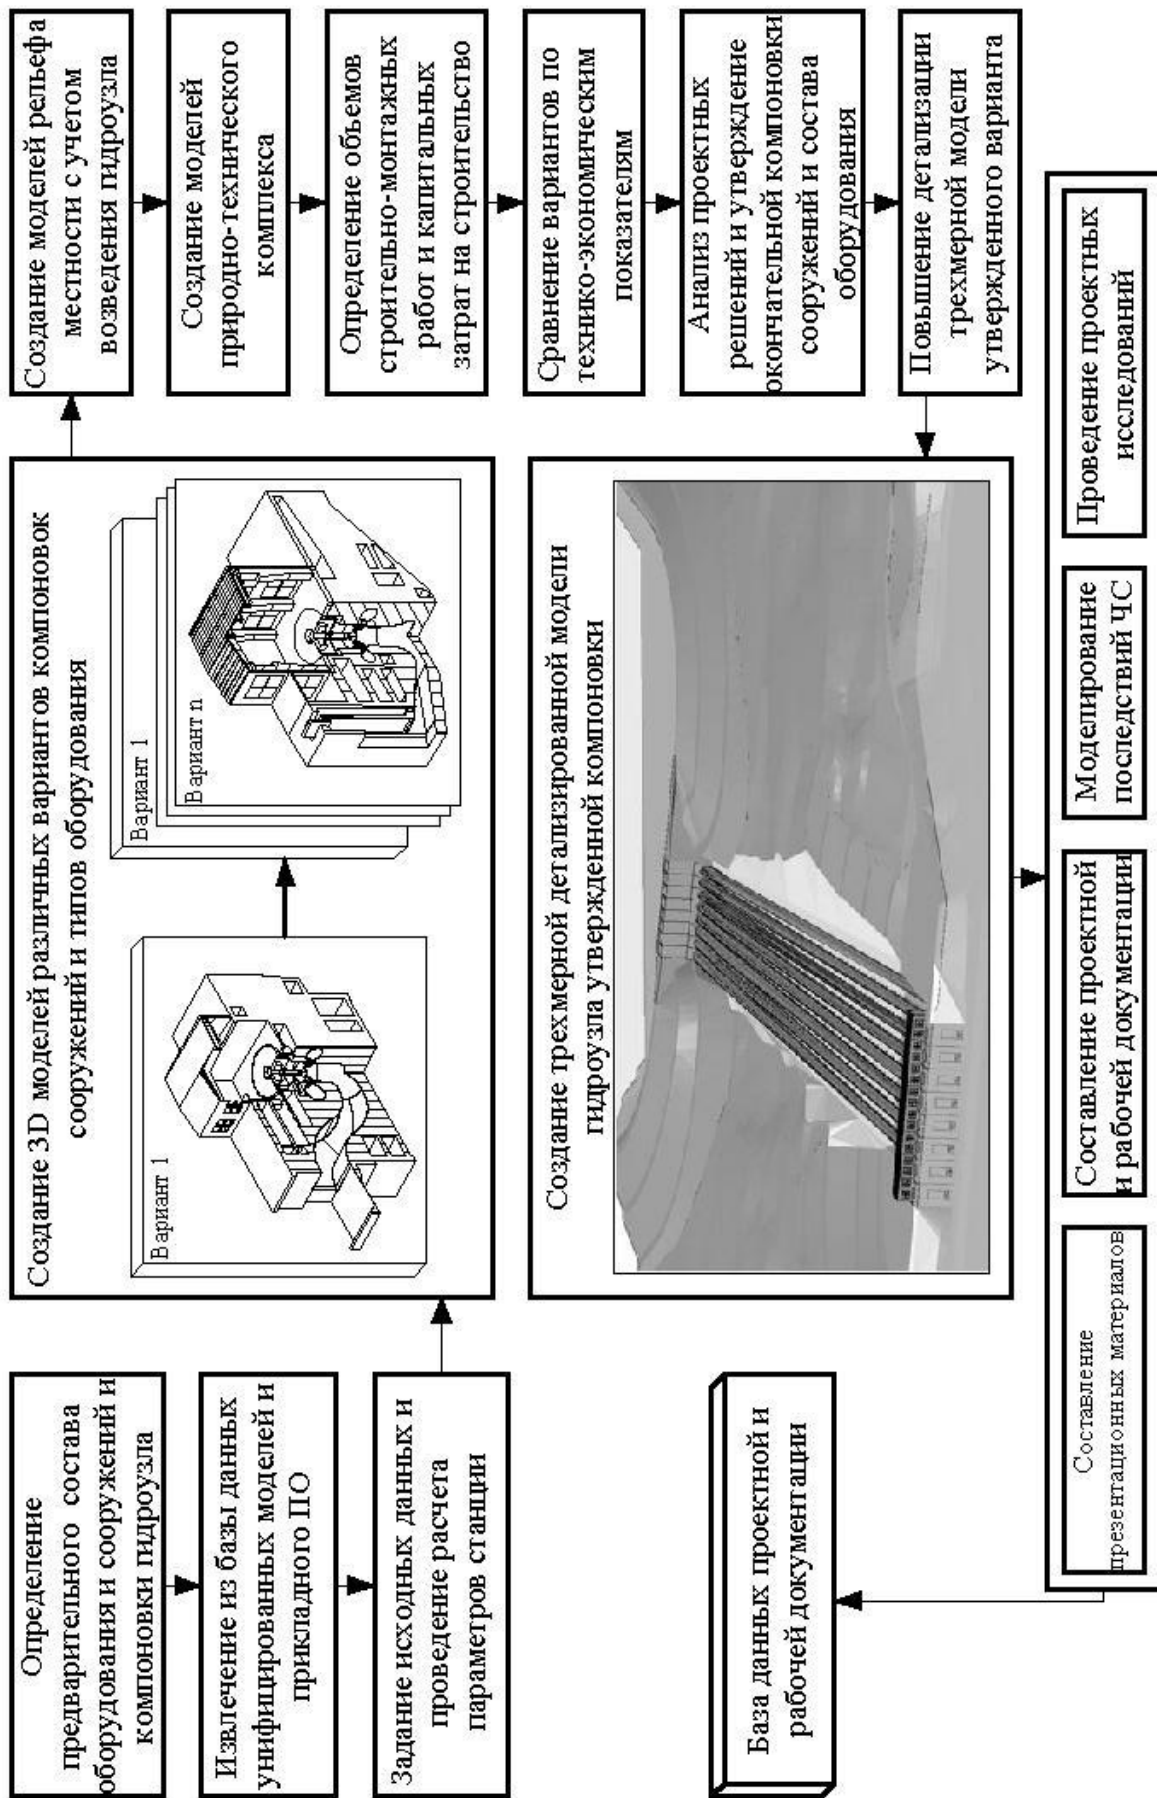 Определение
предварительного состава
оборудования и сооружений и
компоновки гидроузла
Извлечение из базы данных
унифицированных моделей и
прикладного ПО
Задание исходных данных и
проведение расчета
параметров станции
Создание 3D моделей различных вариантов компоновок
сооружений и типов оборудования
Вариант 1
Вариант 1
Вариант n
Создание моделей рельефа
местности с учетом
возведения гидроузла
Создание моделей
природно-технического
комплекса
Определение объемов
строительно-монтажных
работ и капитальных
затрат на строительство
Сравнение вариантов по
технико-экономическим
показателям
Анализ проектных
решений и утверждение
окончательной компоновки
сооружений и состава
оборудования
Повышение детализации
трехмерной модели
утвержденного варианта
Создание трехмерной детализированной модели
гидроузла утвержденной компоновки
Составление
презентационных материалов
Составление проектной
и рабочей документации
Моделирование
последствий ЧС
Проведение проектных
исследований
База данных проектной и
рабочей документации